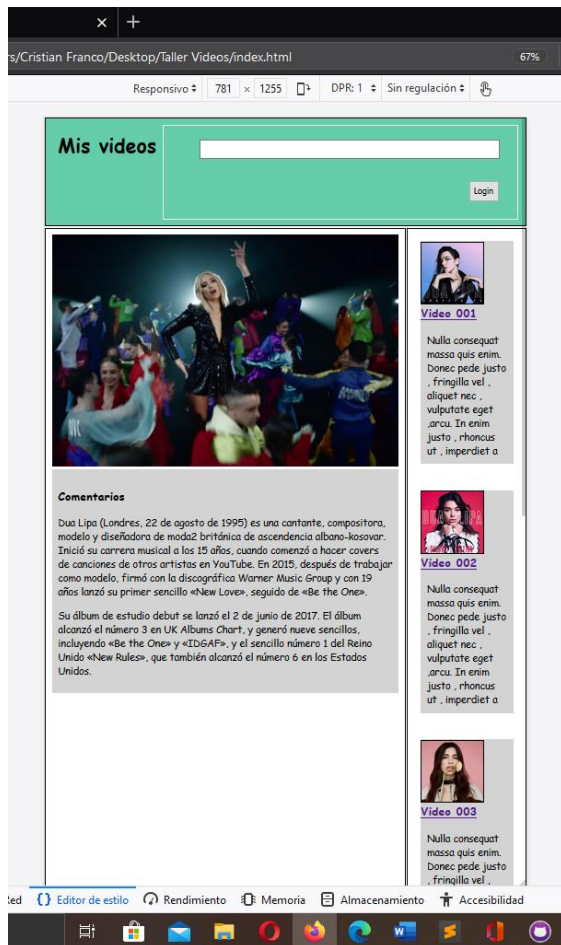 rs/Cristian Franco/Desktop/Taller Videos/index.html
67%
Responsivo
781 × 1255
DPR: 1
Sin regulación
Mis videos
Login
Video 001
Nulla consequat
massa quis enim.
Donec pede justo
, fringilla vel ,
aliquet nec ,
vulputate eget
,arcu. In enim
justo , rhoncus
ut , imperdiet a
DUA LIPA
Video 002
Nulla consequat
massa quis enim.
Donec pede justo
, fringilla vel ,
aliquet nec ,
vulputate eget
,arcu. In enim
justo , rhoncus
ut , imperdiet a
Video 003
Nulla consequat
massa quis enim.
Donec pede justo
, fringilla vel ,
Comentarios
Dua Lipa (Londres, 22 de agosto de 1995) es una cantante, compositora,
modelo y diseñadora de moda2 británica de ascendencia albano-kosovar.
Inició su carrera musical a los 15 años, cuando comenzó a hacer covers
de canciones de otros artistas en YouTube. En 2015, después de trabajar
como modelo, firmó con la discográfica Warner Music Group y con 19
años lanzó su primer sencillo «New Love», seguido de «Be the One».
Su álbum de estudio debut se lanzó el 2 de junio de 2017. El álbum
alcanzó el número 3 en UK Albums Chart, y generó nueve sencillos,
incluyendo «Be the One» y «IDGAF», y el sencillo número 1 del Reino
Unido «New Rules», que también alcanzó el número 6 en los Estados
Unidos.
Red
{} Editor de estilo
Rendimiento
Memoria
Almacenamiento
Accesibilidad